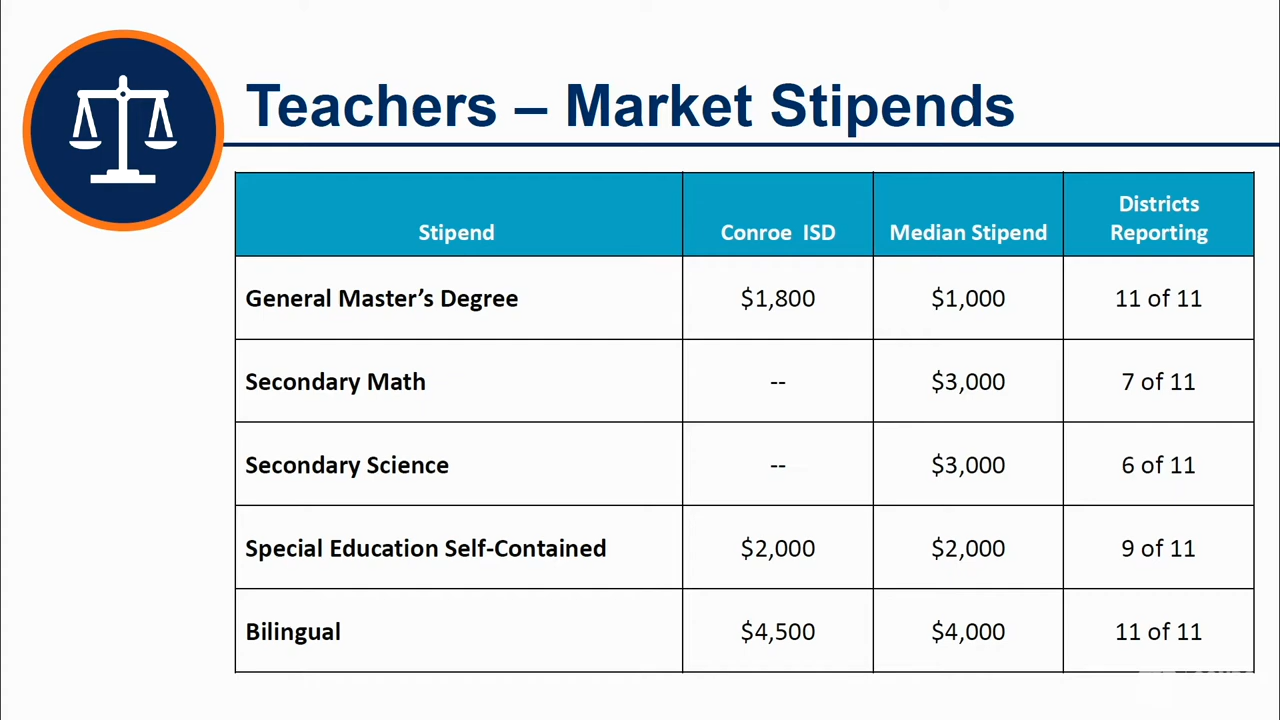 Teachers – Market Stipends
Stipend Conroe ISD Median Stipend Districts Reporting
General Master’s Degree $1,800 $1,000 11 of 11
Secondary Math -- $3,000 7 of 11
Secondary Science -- $3,000 6 of 11
Special Education Self-Contained $2,000 $2,000 9 of 11
Bilingual $4,500 $4,000 11 of 11